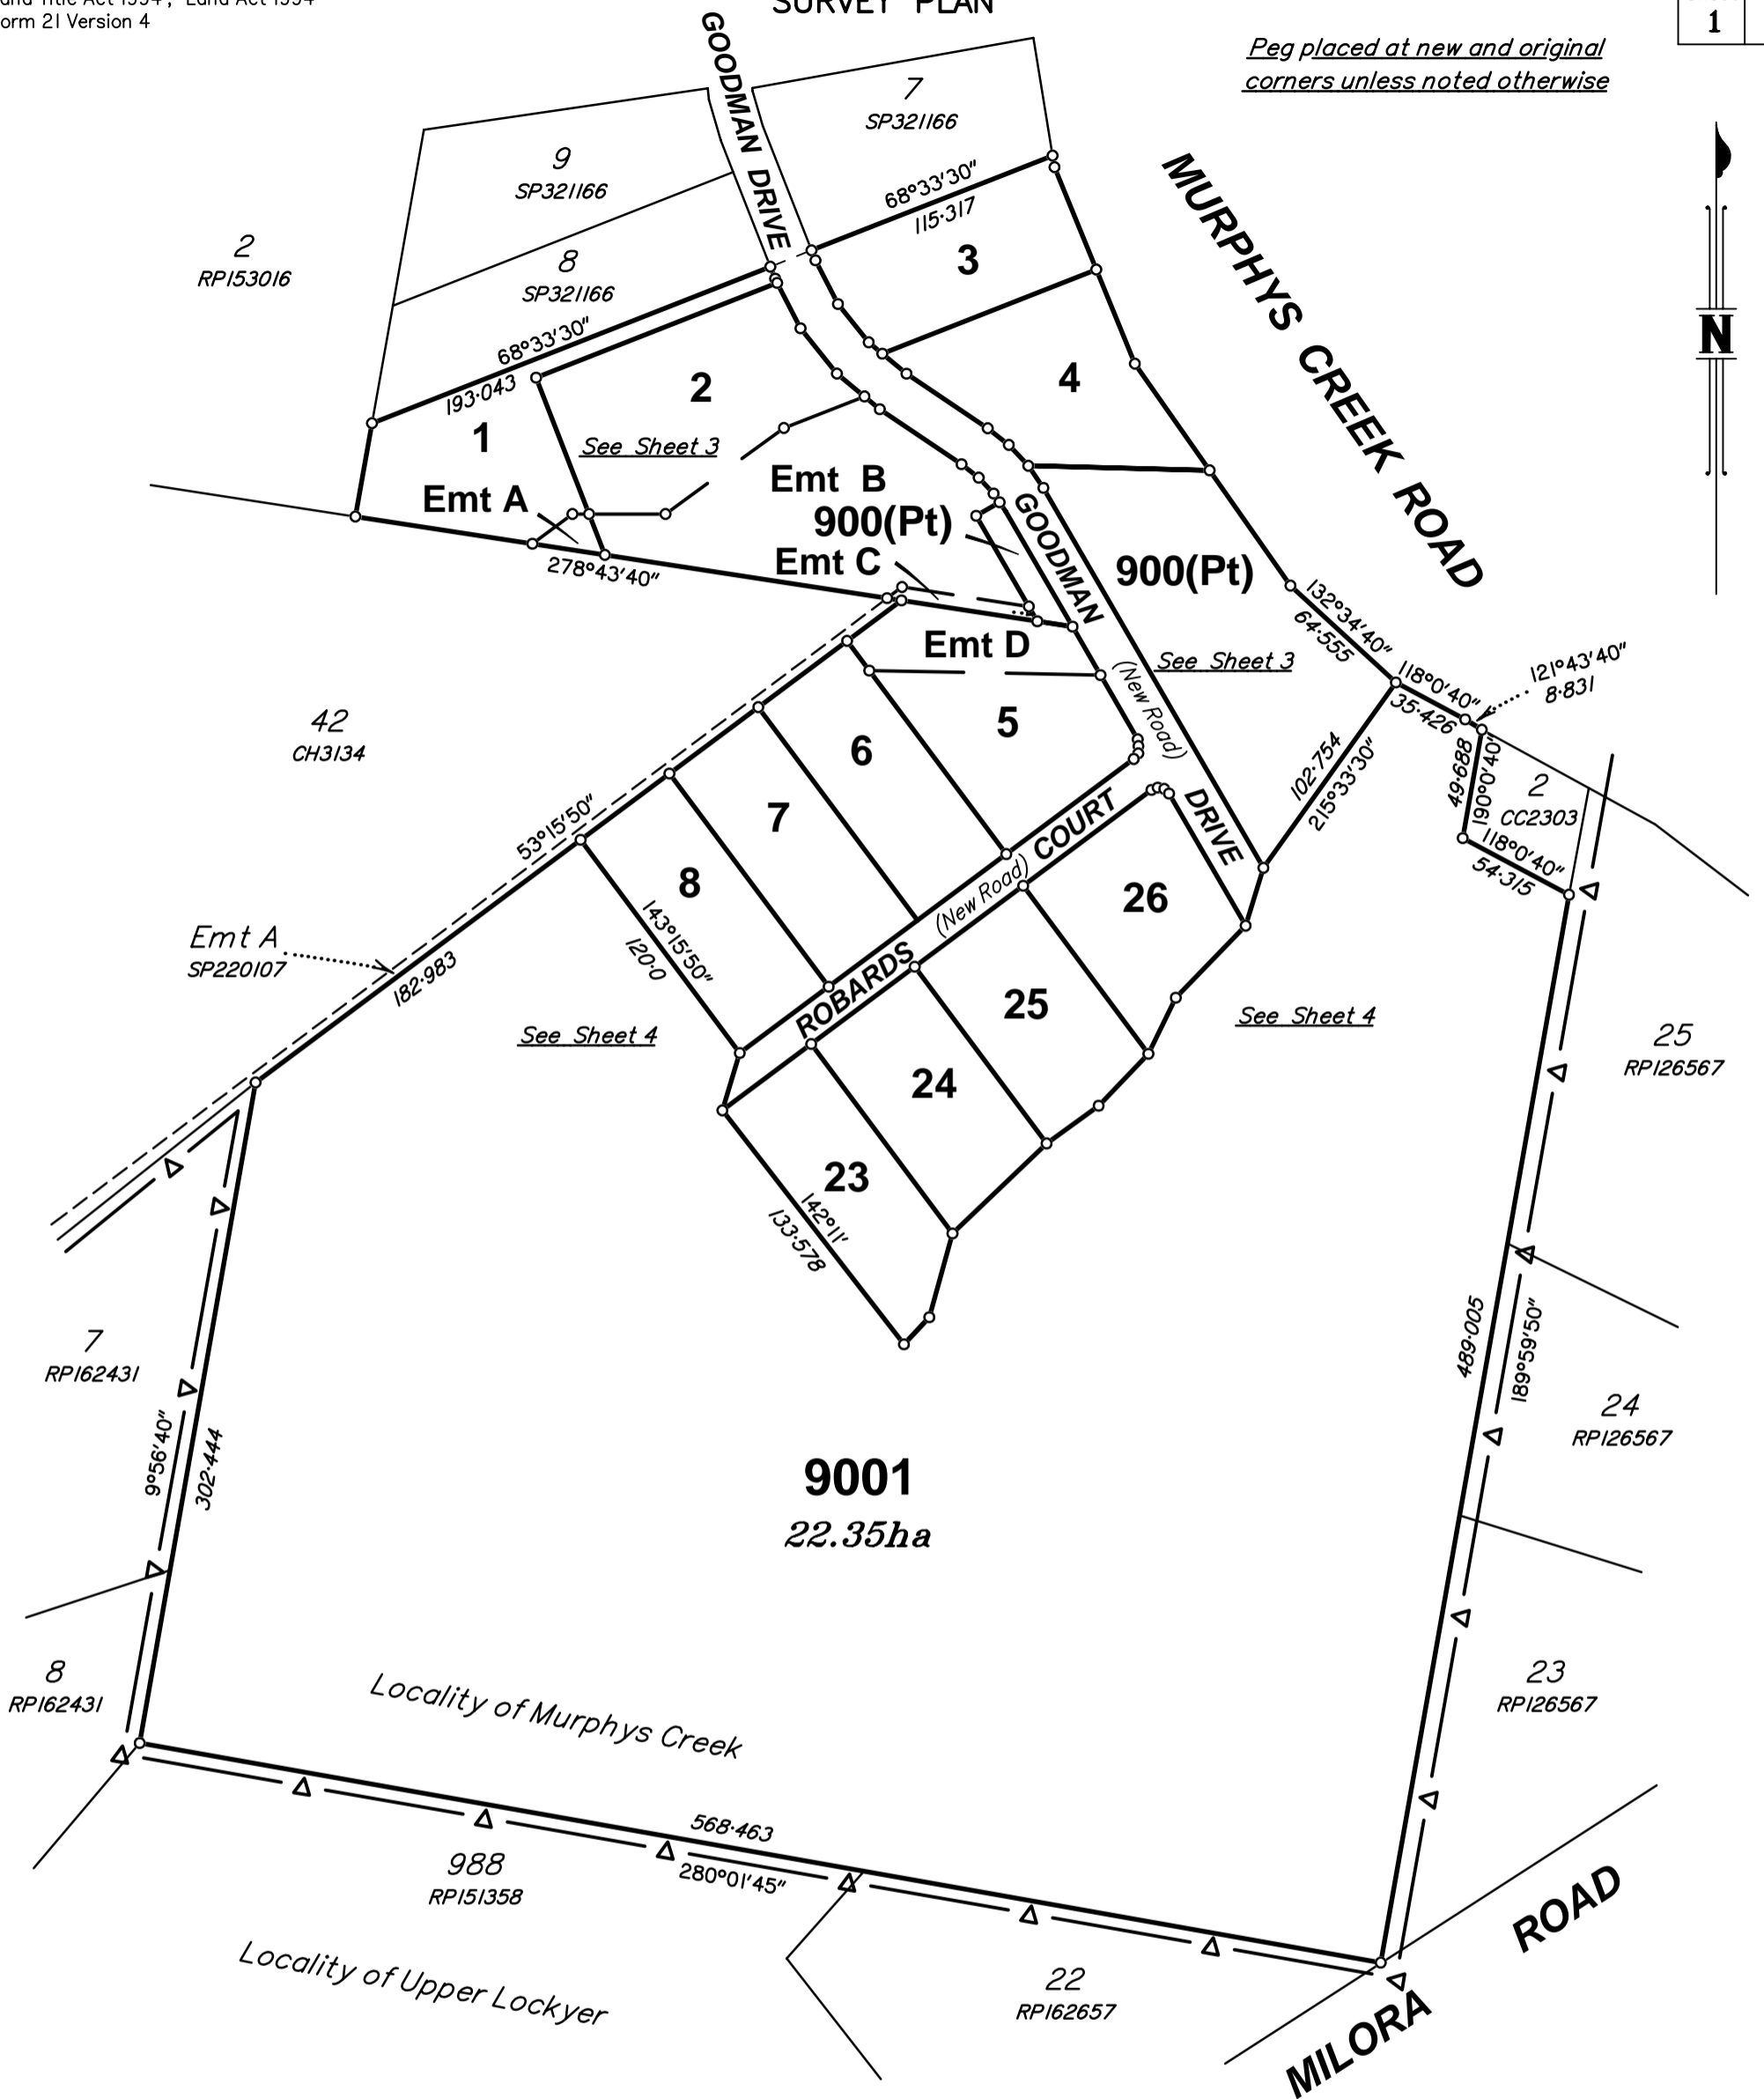 SURVEY PLAN
Land Title Act 1994; Land Act 1994
Form 21 Version 4
1
Peg placed at new and original
corners unless noted otherwise
GOODMAN DRIVE
7
SP321166
9
SP321166
68°33'30"
115·317
MURPHYS CREEK ROAD
2
RP153016
8
SP321166
3
N
68°33'30"
193·043
2
4
1
See Sheet 3
Emt A
Emt B
900(Pt)
Emt C
278°43'40"
GOODMAN
900(Pt)
132°34'40"
64·555
Emt D
(New Road)
See Sheet 3
118°0'40"
35·426
121°43'40"
8·831
42
CH3134
5
6
102·754
215°33'30"
49·688
190°0'40"
2
CC2303
7
53°15'50"
COURT
DRIVE
118°0'40"
54·315
8
(New Road)
26
143°15'50"
120·0
Emt A
SP220107
182·983
ROBARDS
25
See Sheet 4
See Sheet 4
25
RP126567
24
23
142°11'
133·578
7
RP162431
489·005
189°59'50"
9°56'40"
302·444
24
RP126567
9001
22.35ha
8
RP162431
Locality of Murphys Creek
23
RP126567
568·463
280°01'45"
988
RP151358
Locality of Upper Lockyer
22
RP162657
MILORA ROAD